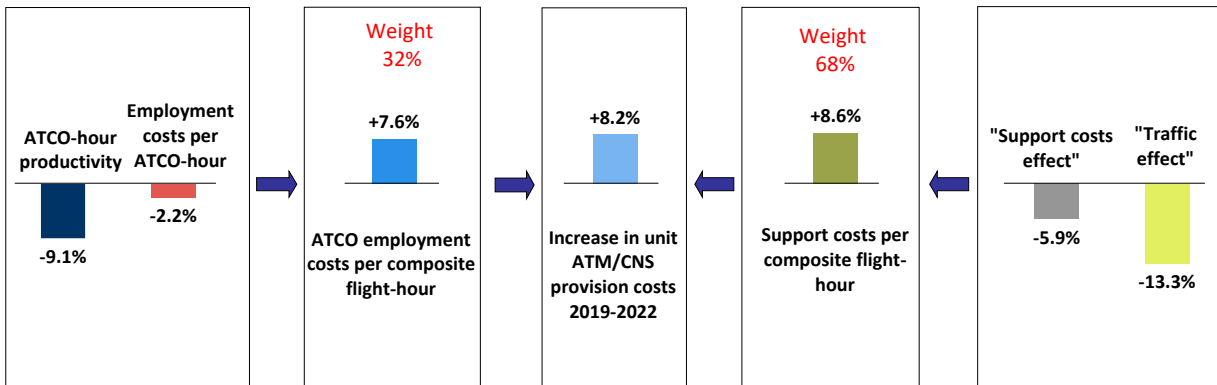 ATCO-hour
productivity
-9.1%
Employment
costs per
ATCO-hour
-2.2%
Weight
32%
+7.6%
ATCO employment
costs per composite
flight-hour
+8.2%
Increase in unit
ATM/CNS
provision costs
2019-2022
Weight
68%
+8.6%
Support costs per
composite flight-
hour
"Support costs
effect"
-5.9%
"Traffic
effect"
-13.3%